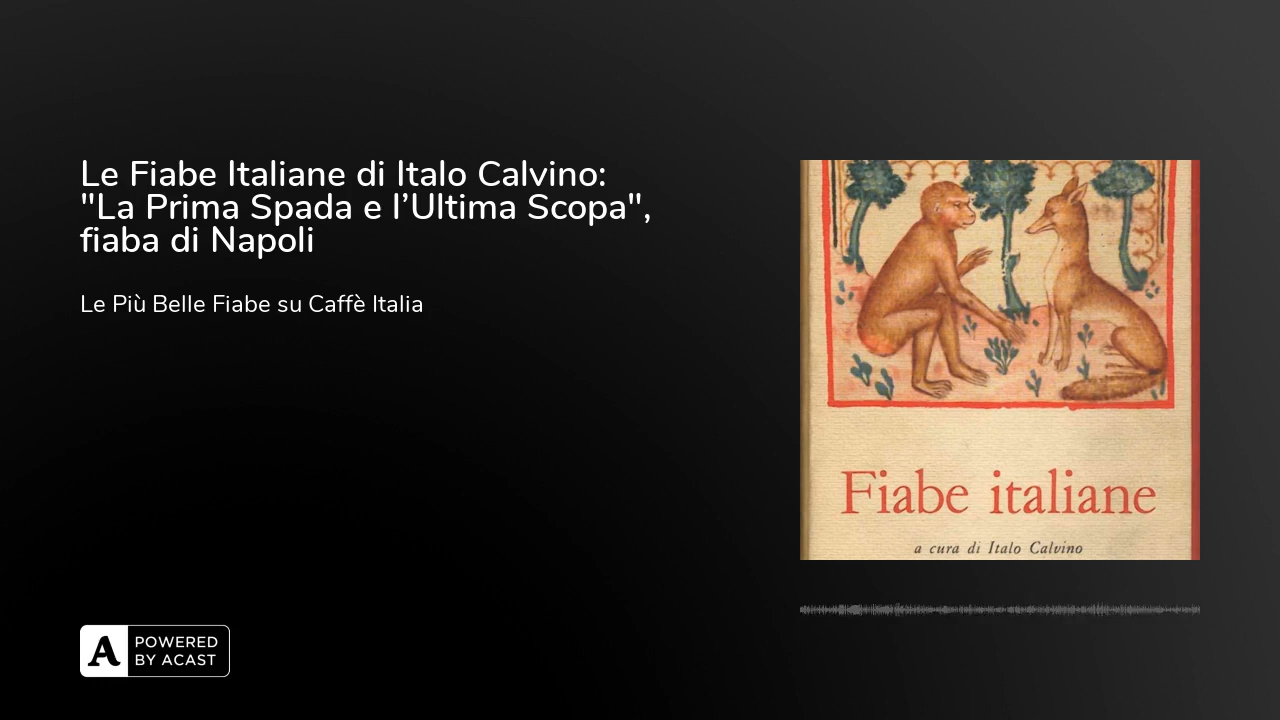 Le Fiabe Italiane di Italo Calvino:
"La Prima Spada e l’Ultima Scopa",
fiaba di Napoli
Le Più Belle Fiabe su Caffè Italia
Fiabe italiane
a cura di Italo Calvino
A POWERED
BY ACAST